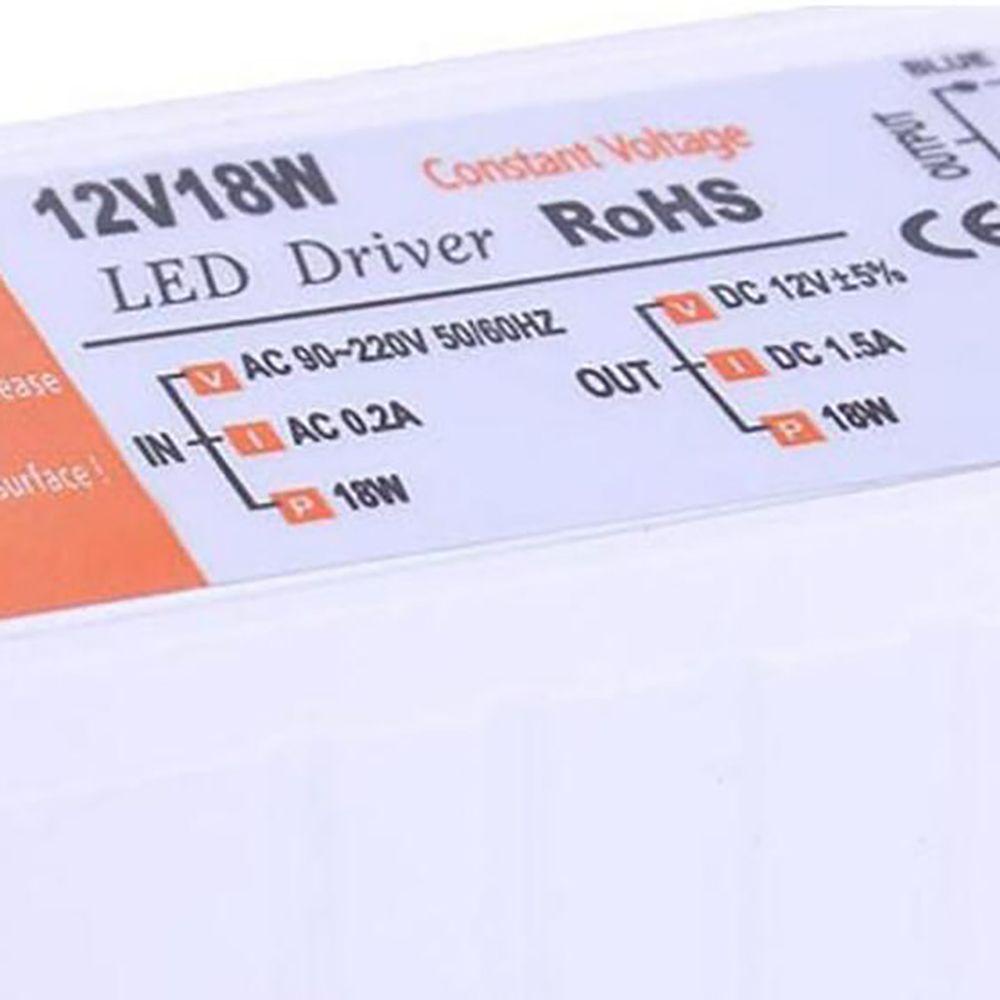 12V18W
Constant Voltage
LED Driver RoHS
IN
V AC 90~220V 50/60HZ
I AC 0.2A
P 18W
OUT
V DC 12V±5%
I DC 1.5A
P 18W
BLUE
OUTPUT
CE
ease
surface!